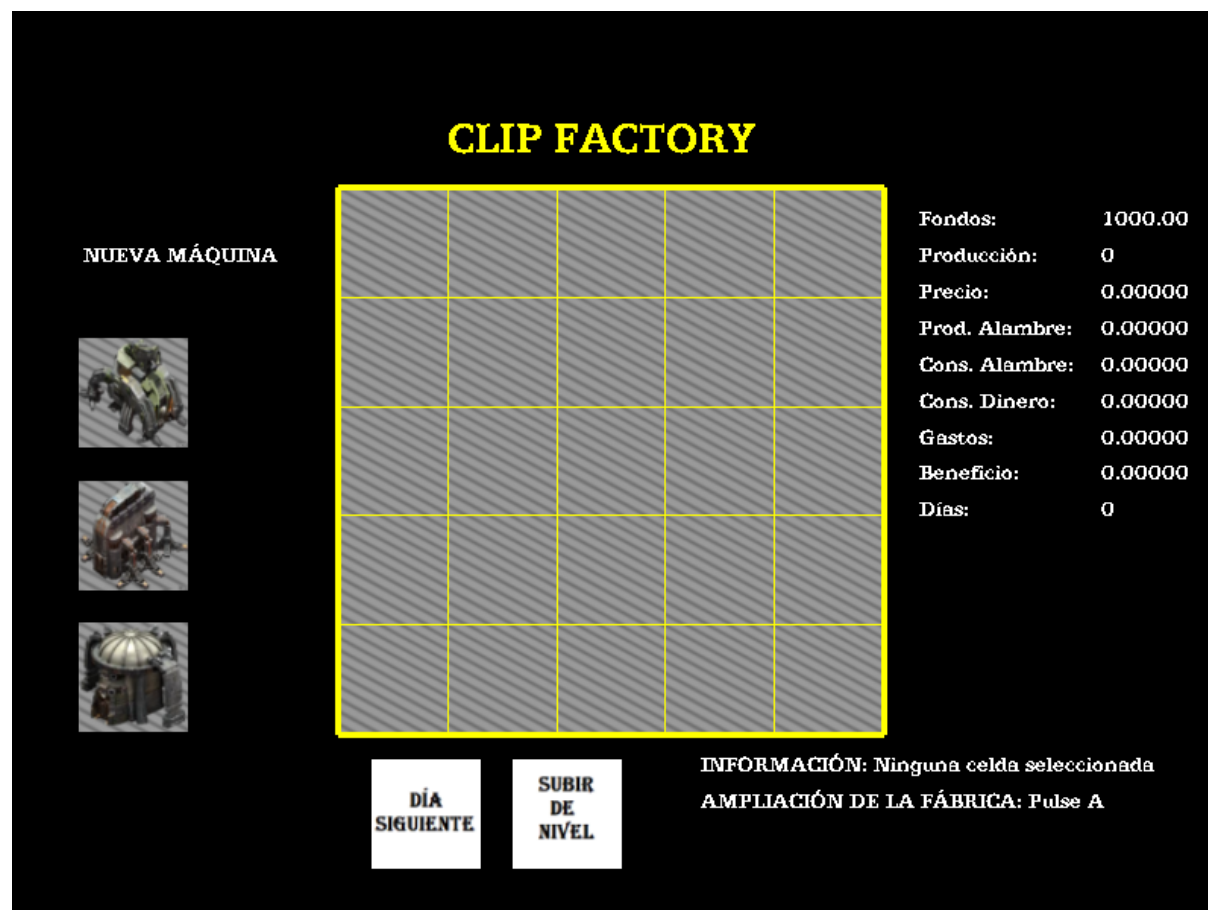 CLIP FACTORY
NUEVA MÁQUINA
Fondos: 1000.00
Producción: 0
Precio: 0.00000
Prod. Alambre: 0.00000
Cons. Alambre: 0.00000
Cons. Dinero: 0.00000
Gastos: 0.00000
Beneficio: 0.00000
Días: 0
DÍA
SIGUIENTE
SUBIR
DE
NIVEL
INFORMACIÓN: Ninguna celda seleccionada
AMPLIACIÓN DE LA FÁBRICA: Pulse A